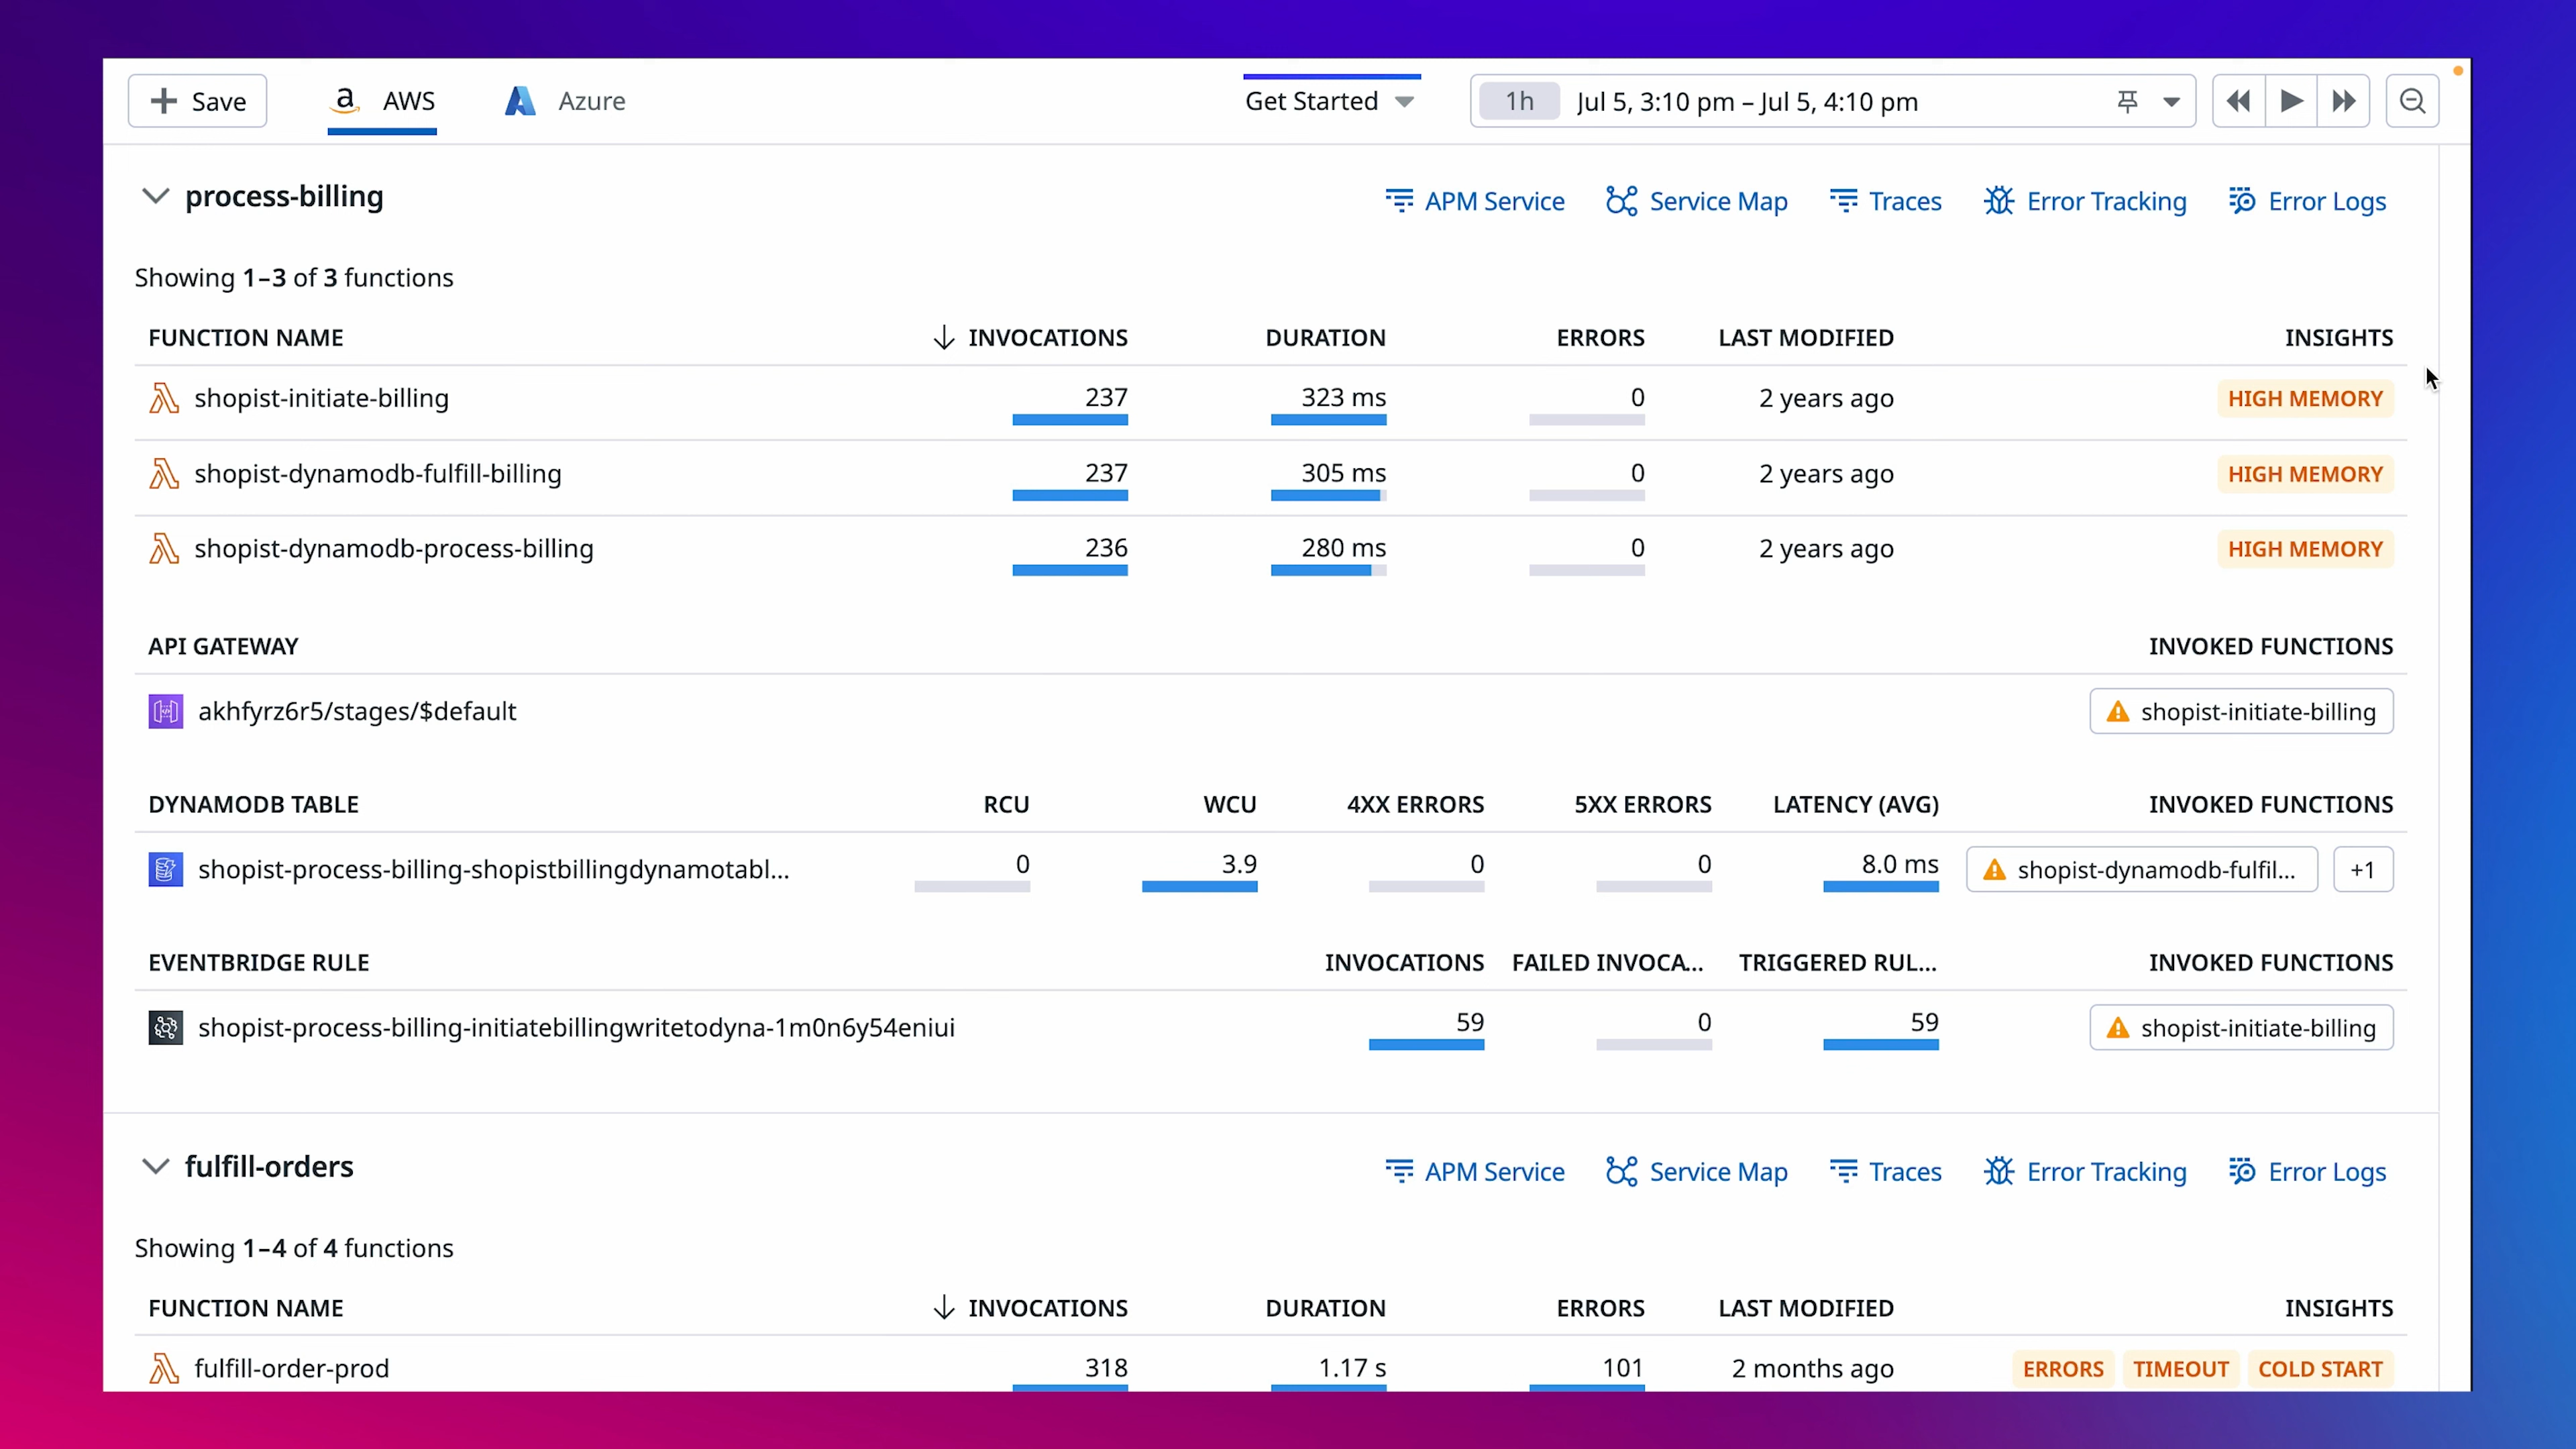 Save AWS Azure Get Started 1h Jul 5, 3:10 pm – Jul 5, 4:10 pm
process-billing APM Service Service Map Traces Error Tracking Error Logs
Showing 1–3 of 3 functions
FUNCTION NAME INVOCATIONS DURATION ERRORS LAST MODIFIED INSIGHTS
shopist-initiate-billing 237 323 ms 0 2 years ago HIGH MEMORY
shopist-dynamodb-fulfill-billing 237 305 ms 0 2 years ago HIGH MEMORY
shopist-dynamodb-process-billing 236 280 ms 0 2 years ago HIGH MEMORY
API GATEWAY INVOKED FUNCTIONS
akhfyrz6r5/stages/$default shopist-initiate-billing
DYNAMODB TABLE RCU WCU 4XX ERRORS 5XX ERRORS LATENCY (AVG) INVOKED FUNCTIONS
shopist-process-billing-shopistbillingdynamotabl... 0 3.9 0 0 8.0 ms shopist-dynamodb-fulfil... +1
EVENTBRIDGE RULE INVOCATIONS FAILED INVOCA... TRIGGERED RUL... INVOKED FUNCTIONS
shopist-process-billing-initiatebillingwritetodyna-1m0n6y54eniui 59 0 59 shopist-initiate-billing
fulfill-orders APM Service Service Map Traces Error Tracking Error Logs
Showing 1–4 of 4 functions
FUNCTION NAME INVOCATIONS DURATION ERRORS LAST MODIFIED INSIGHTS
fulfill-order-prod 318 1.17 s 101 2 months ago ERRORS TIMEOUT COLD START